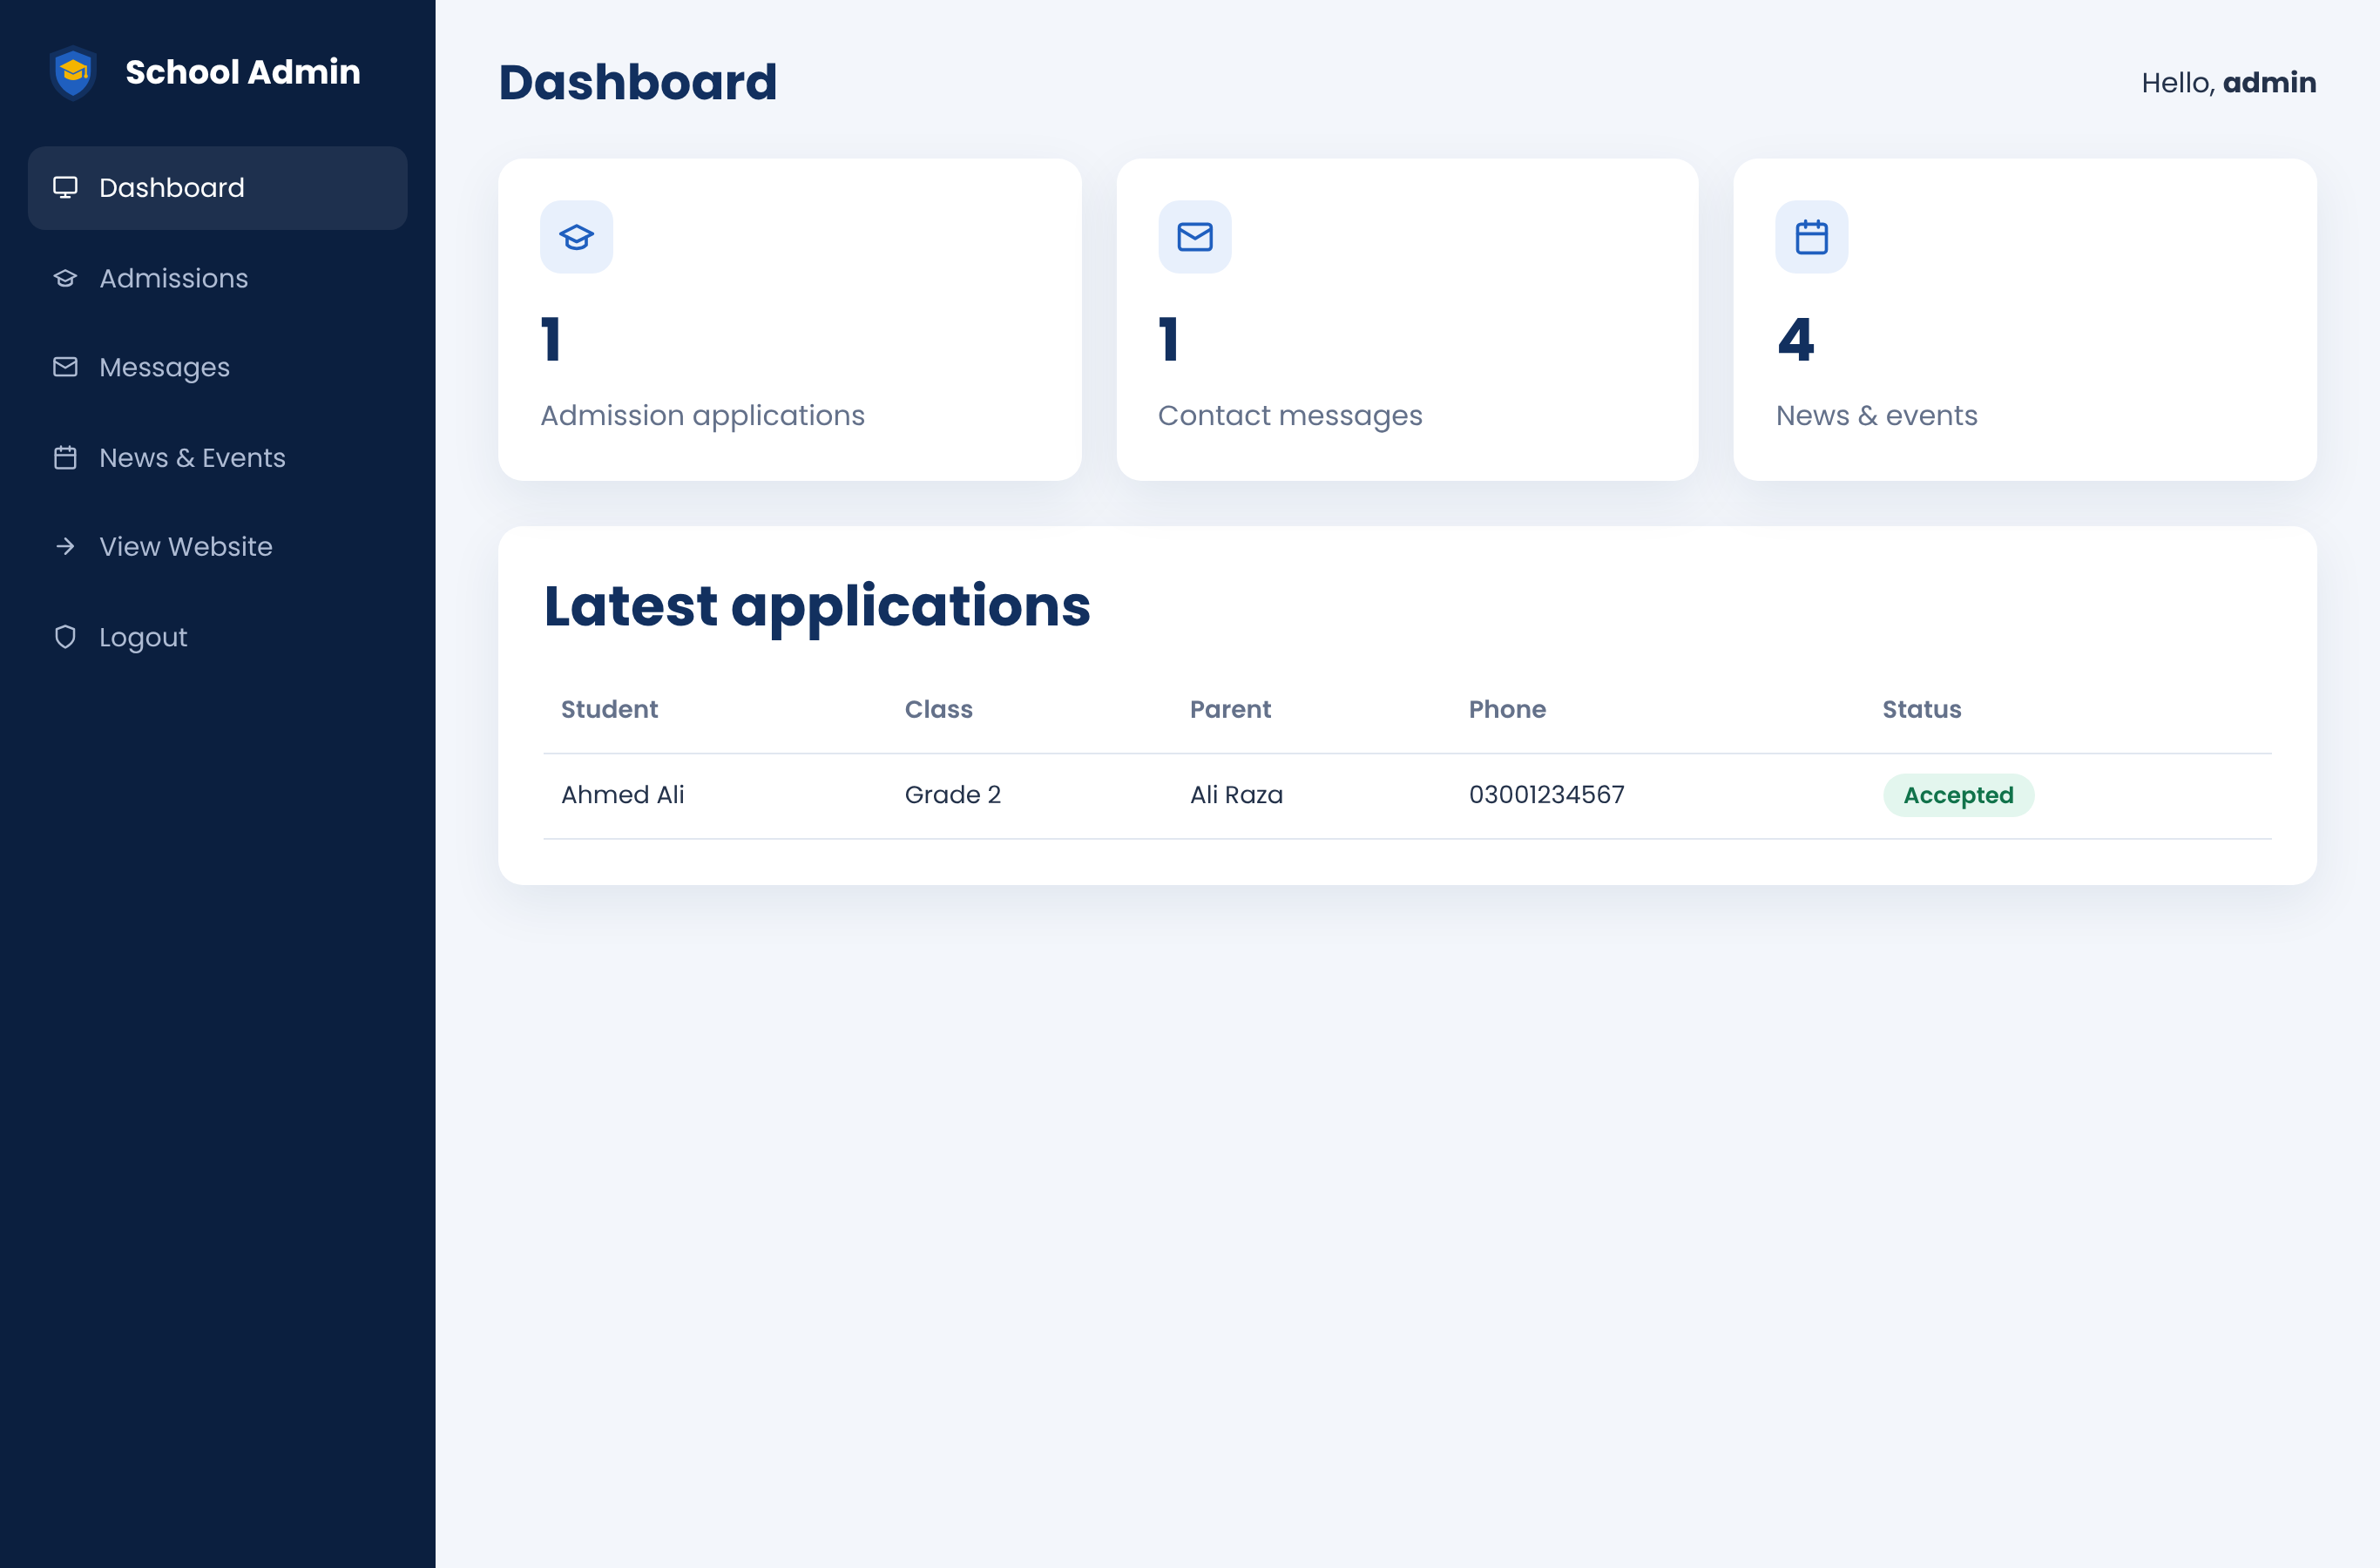 School Admin
Dashboard
Admissions
Messages
News & Events
View Website
Logout
Dashboard
Hello, admin
1
Admission applications
1
Contact messages
4
News & events
Latest applications
Student Class Parent Phone Status
Ahmed Ali Grade 2 Ali Raza 03001234567 Accepted